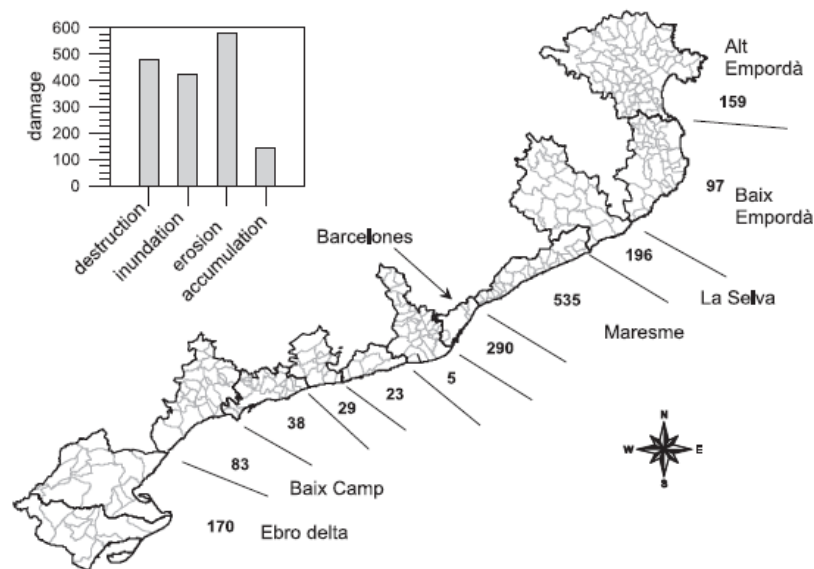 600
500
400
300
200
100
0
damage
destruction
inundation
erosion
accumulation
Alt
Empordà
159
97
Baix
Empordà
Barcelones
196
La Selva
535
Maresme
290
5
23
29
38
83
Baix Camp
170
Ebro delta
N
W
E
S